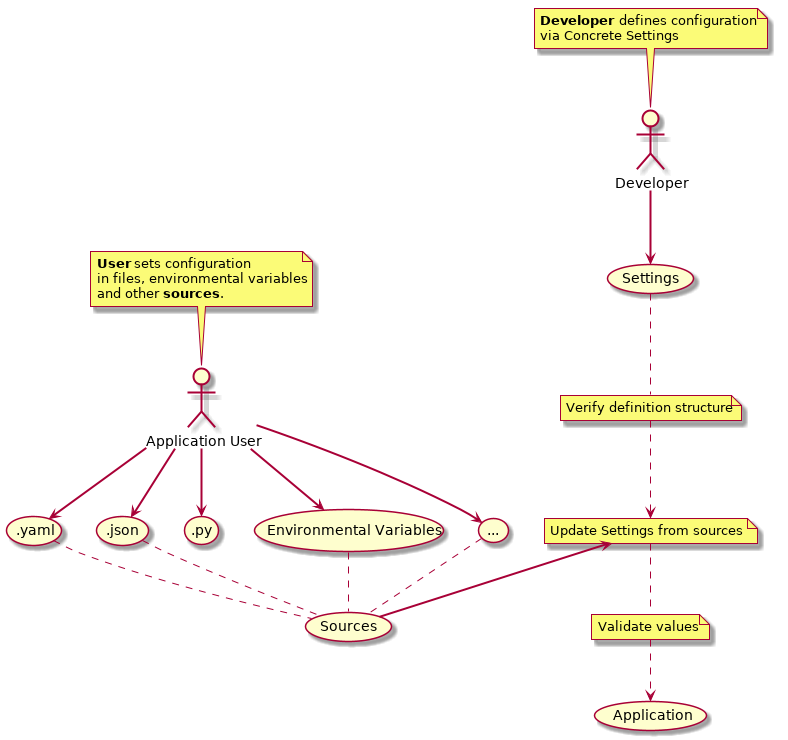 Developer defines configuration
via Concrete Settings
Developer
Settings
User sets configuration
in files, environmental variables
and other sources.
Application User
Verify definition structure
.yaml
.json
.py
Environmental Variables
...
Update Settings from sources
Sources
Validate values
Application